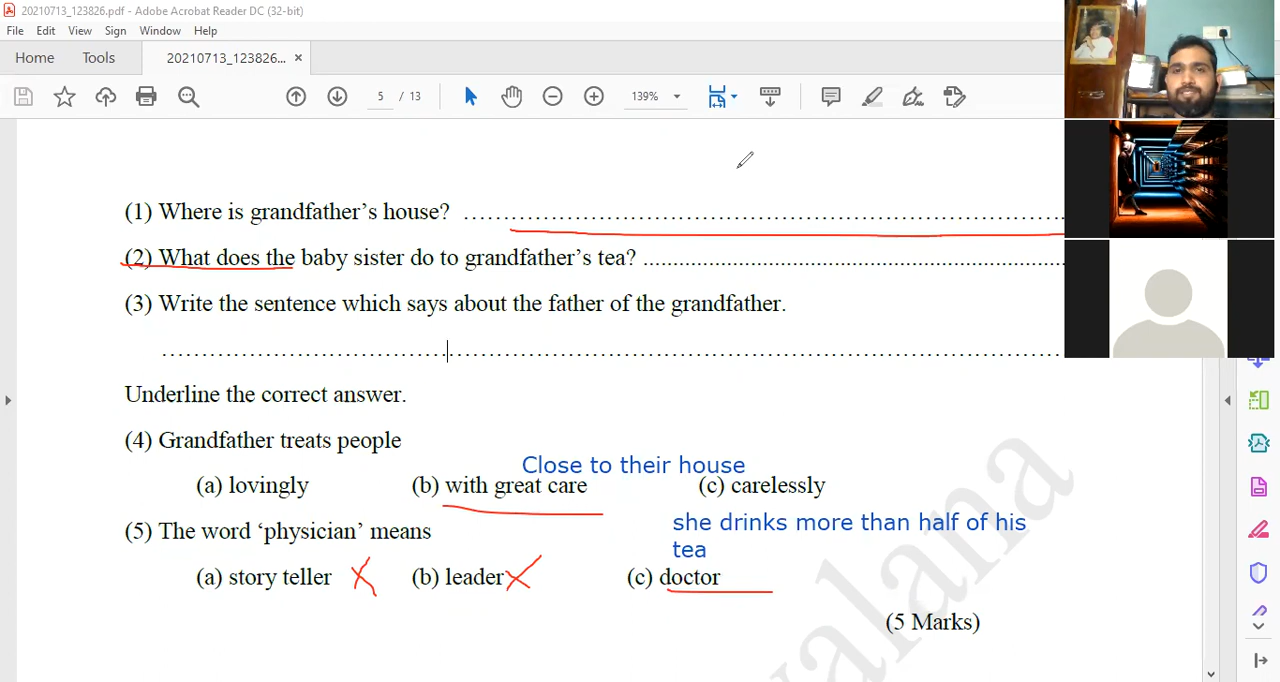 20210713_123826.pdf - Adobe Acrobat Reader DC (32-bit)
File Edit View Sign Window Help
Home Tools 20210713_123826... ×
5 / 13 139%
(1) Where is grandfather’s house? ........................................................................
(2) What does the baby sister do to grandfather’s tea? ........................................................................
(3) Write the sentence which says about the father of the grandfather.
........................................................................................................................
Underline the correct answer.
(4) Grandfather treats people
Close to their house
(a) lovingly (b) with great care (c) carelessly
(5) The word ‘physician’ means
she drinks more than half of his
tea
(a) story teller (b) leader (c) doctor
(5 Marks)